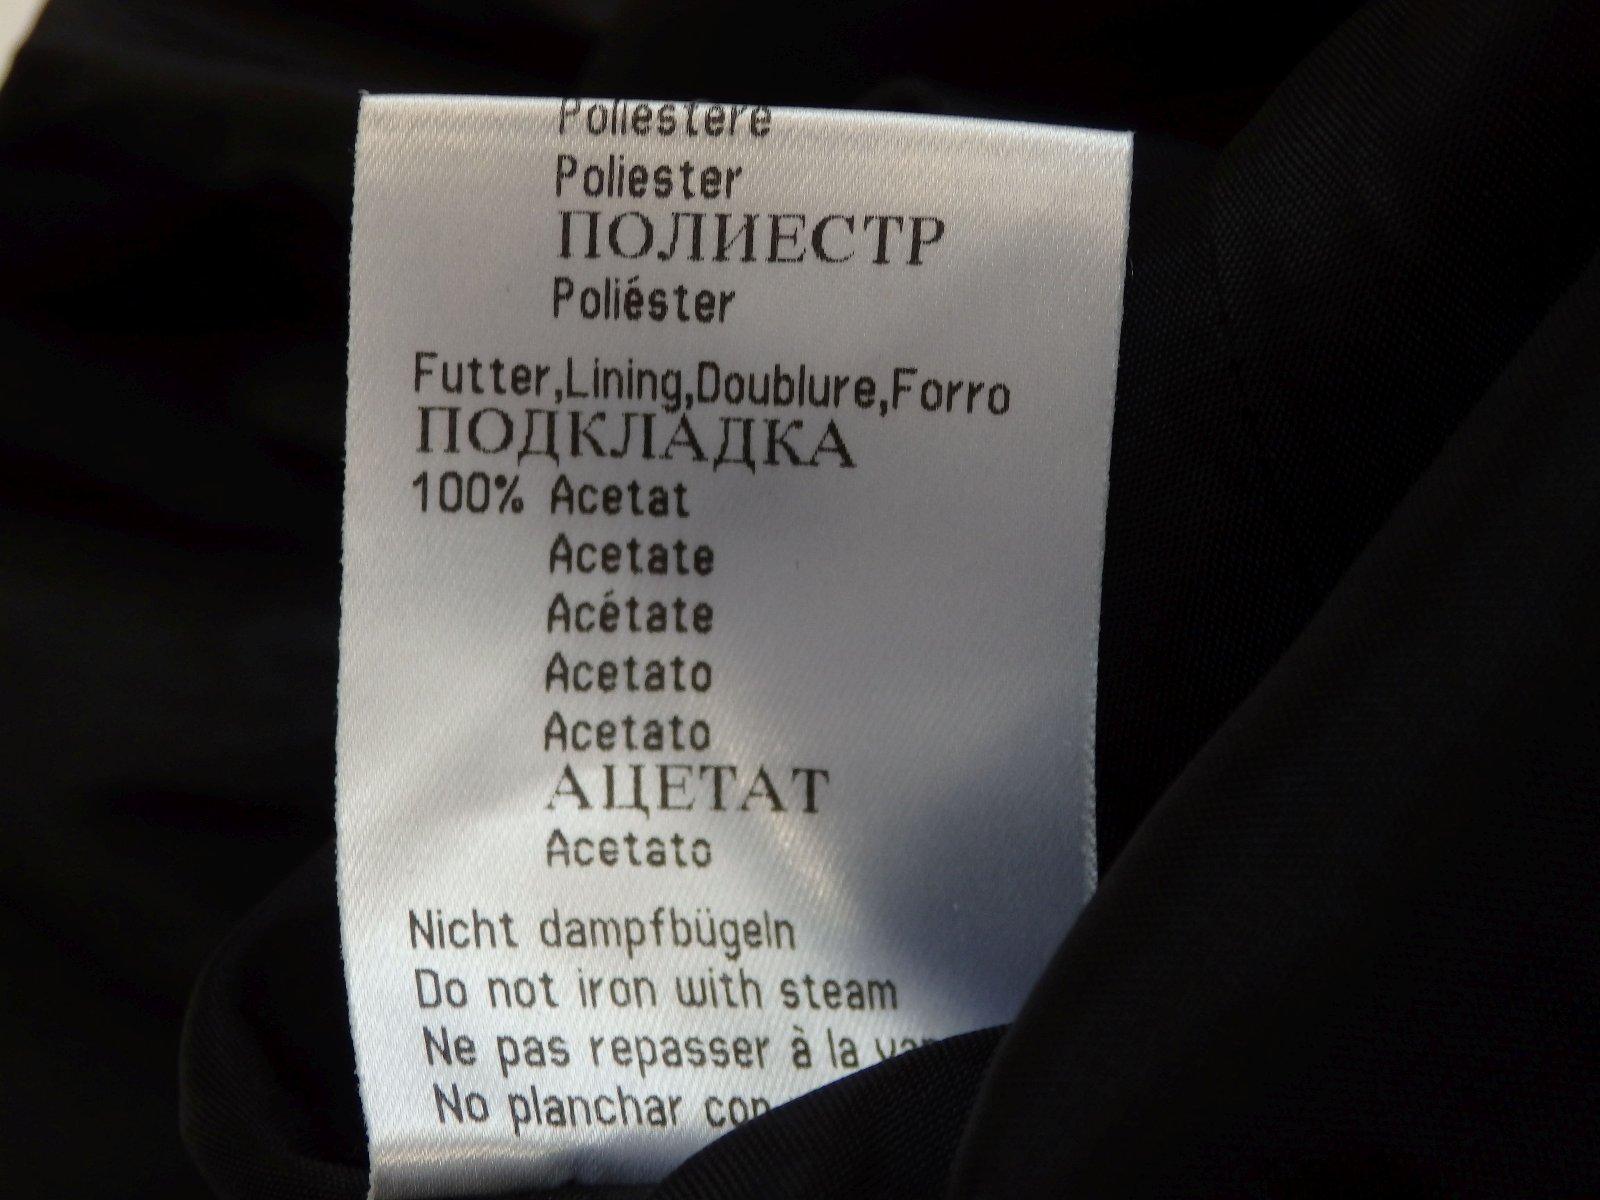 Poliestere
Poliester
ПОЛИЕСТР
Poliéster
Futter,Lining,Doublure,Forro
ПОДКЛАДКА
100% Acetat
Acetate
Acétate
Acetato
Acetato
АЦЕТАТ
Acetato
Nicht dampfbügeln
Do not iron with steam
Ne pas repasser à la
No planchar con